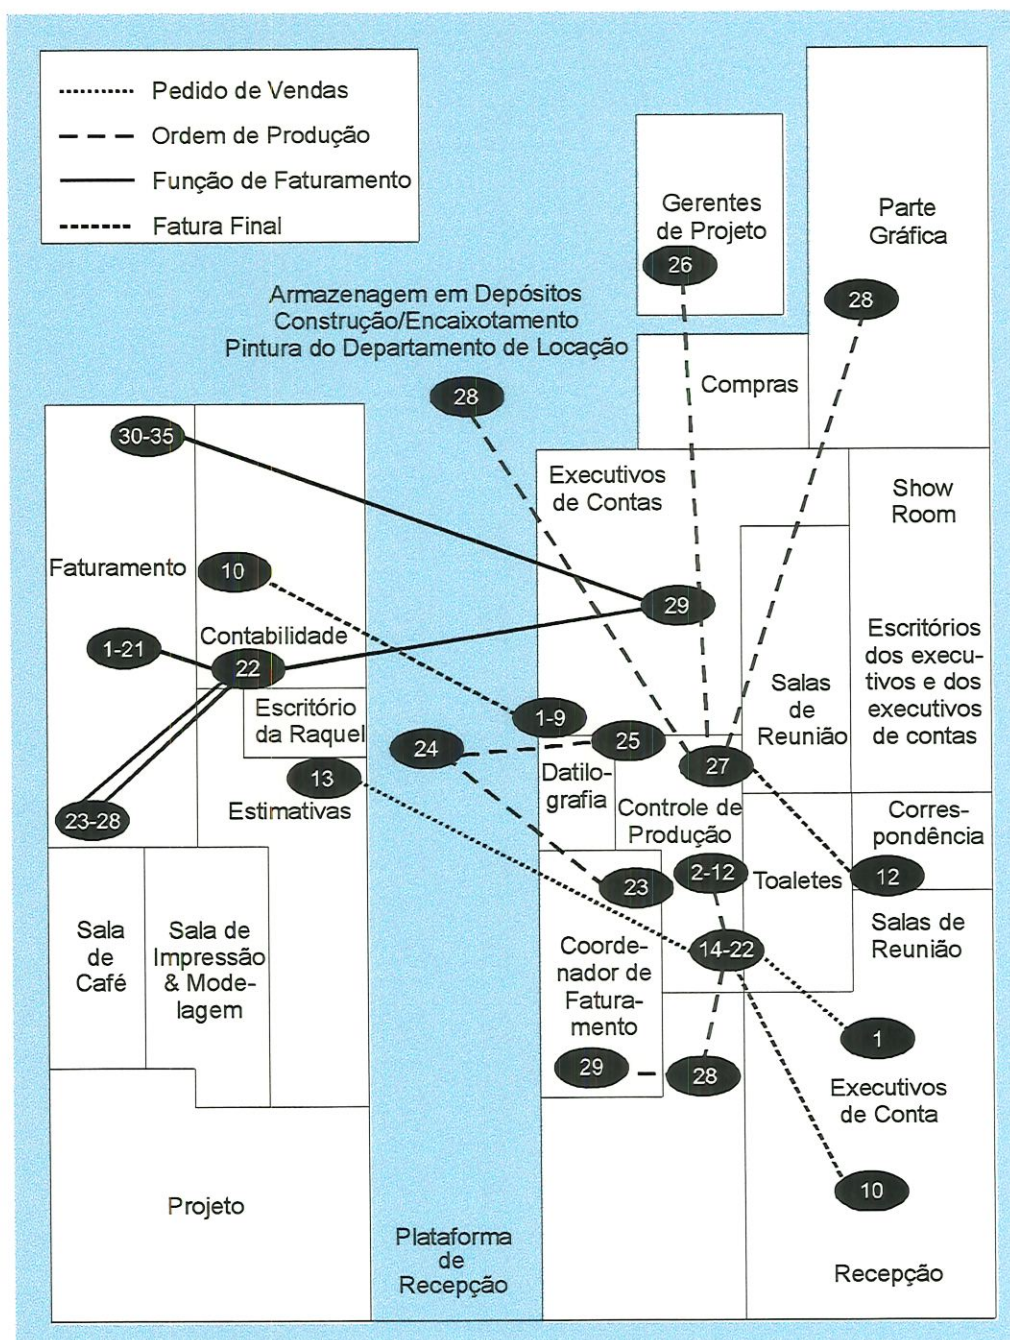 Pedido de Vendas
Ordem de Produção
Função de Faturamento
Fatura Final
Gerentes
de Projeto
26
Parte
Gráfica
28
Armazenagem em Depósitos
Construção/Encaixotamento
Pintura do Departamento de Locação
28
Compras
30-35
Executivos
de Contas
Show
Room
Faturamento
10
29
1-21
Contabilidade
22
Escritórios
dos execu-
tivos e dos
executivos
de contas
Salas
de
Reunião
Escritório
da Raquel
1-9
24
25
13
27
Datilo-
grafia
Estimativas
23-28
Controle de
Produção
Corres-
pondência
2-12
12
23
Toaletes
Sala
de
Café
Sala de
Impressão
& Mode-
lagem
Salas de
Reunião
Coorde-
nador de
Fatura-
mento
14-22
1
29
28
Executivos
de Conta
10
Projeto
Plataforma
de
Recepção
Recepção